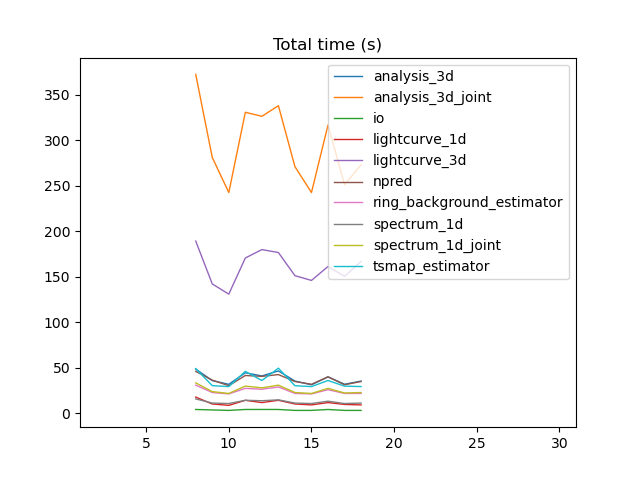 Total time (s)
analysis_3d
analysis_3d_joint
io
lightcurve_1d
lightcurve_3d
npred
ring_background_estimator
spectrum_1d
spectrum_1d_joint
tsmap_estimator
350
300
250
200
150
100
50
0
5 10 15 20 25 30